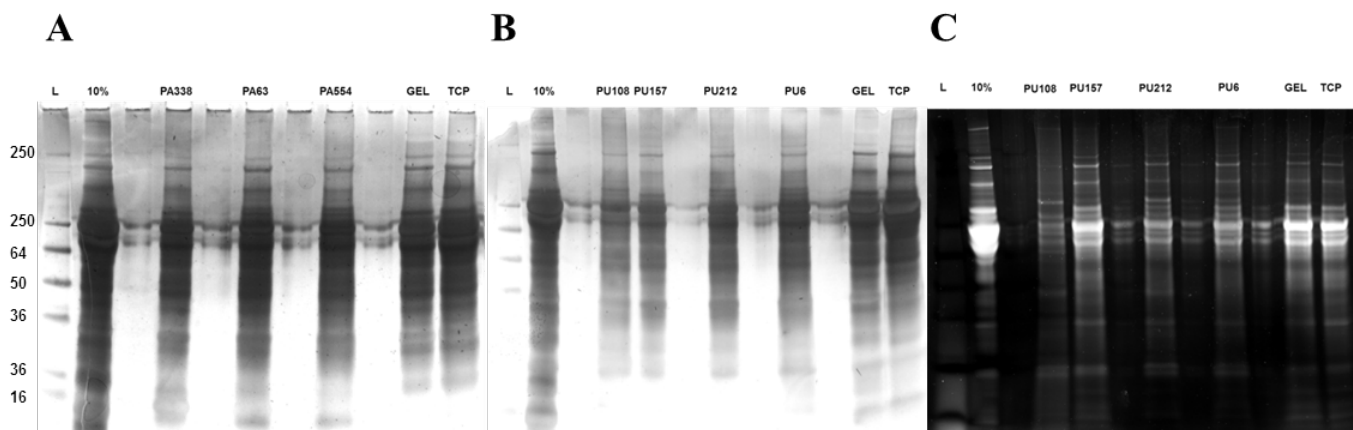 A B C
L 10% PA338 PA63 PA554 GEL TCP
L 10% PU108 PU157 PU212 PU6 GEL TCP
L 10% PU108 PU157 PU212 PU6 GEL TCP
250
250
64
50
36
36
16